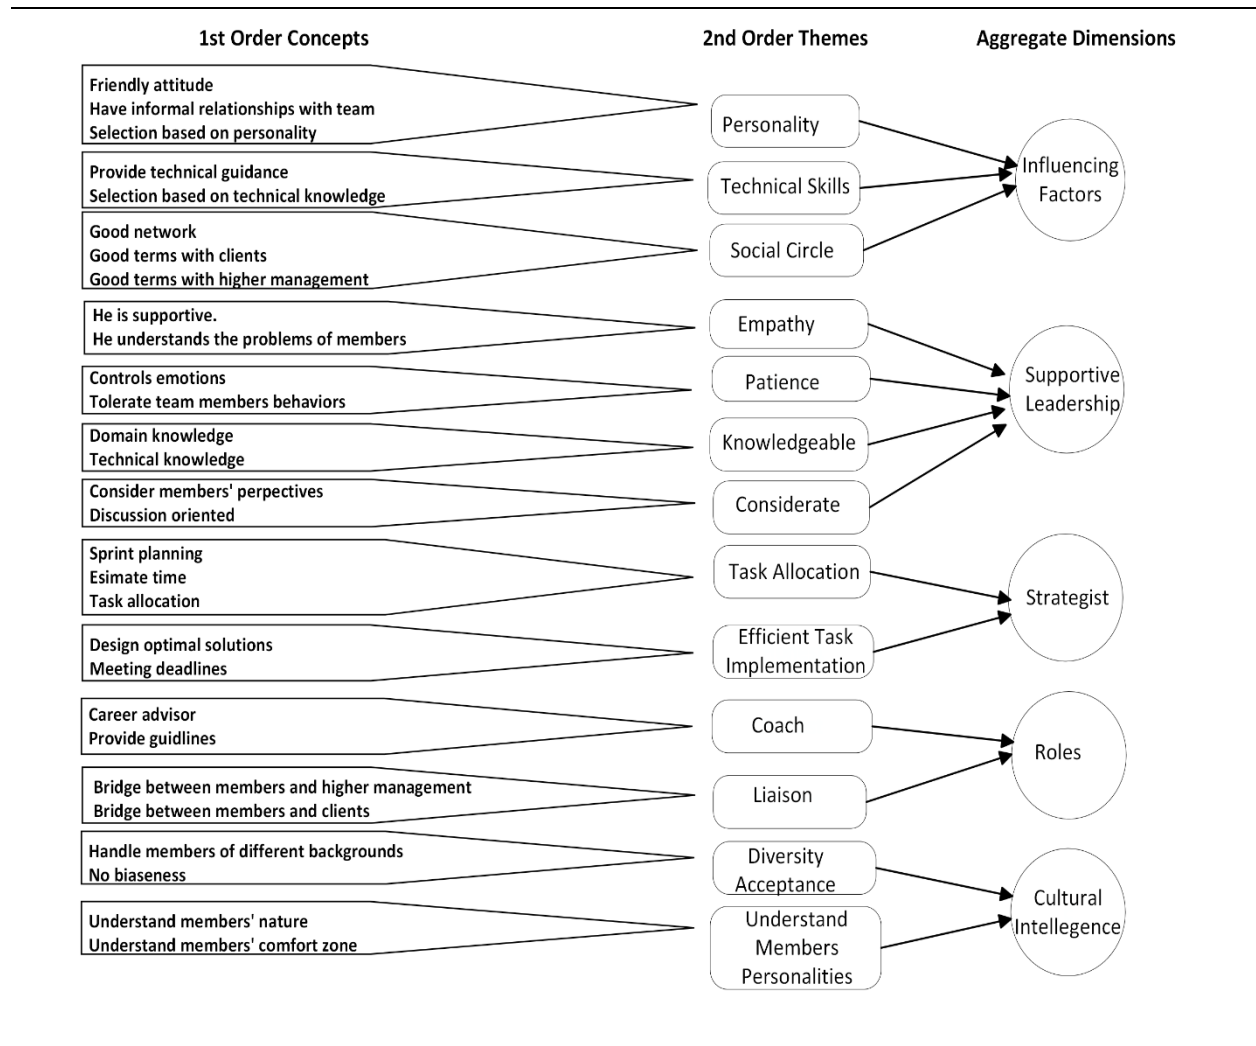 1st Order Concepts
2nd Order Themes
Aggregate Dimensions
Friendly attitude
Have informal relationships with team
Selection based on personality
Personality
Provide technical guidance
Selection based on technical knowledge
Technical Skills
Good network
Good terms with clients
Good terms with higher management
Social Circle
Influencing
Factors
He is supportive.
He understands the problems of members
Empathy
Controls emotions
Tolerate team members behaviors
Patience
Domain knowledge
Technical knowledge
Knowledgeable
Consider members' perpectives
Discussion oriented
Considerate
Supportive
Leadership
Sprint planning
Esimate time
Task allocation
Task Allocation
Design optimal solutions
Meeting deadlines
Efficient Task
Implementation
Strategist
Career advisor
Provide guidlines
Coach
Bridge between members and higher management
Bridge between members and clients
Liaison
Roles
Handle members of different backgrounds
No biaseness
Diversity
Acceptance
Understand members' nature
Understand members' comfort zone
Understand
Members
Personalities
Cultural
Intellegence